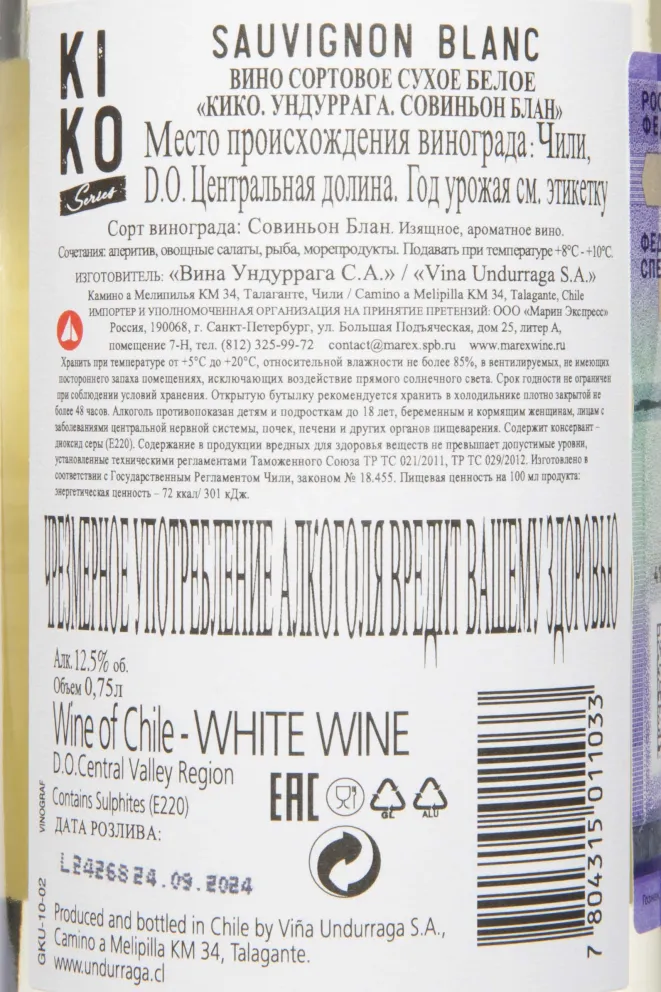 KI
KO
Series
SAUVIGNON BLANC
ВИНО СОРТОВОЕ СУХОЕ БЕЛОЕ
«КИКО. УНДУРРАГА. СОВИНЬОН БЛАН»
Место происхождения винограда: Чили,
D.O. Центральная долина. Год урожая см. этикетку
Сорт винограда: Совиньон Блан. Изящное, ароматное вино.
Сочетания: аперитив, овощные салаты, рыба, морепродукты. Подавать при температуре +8°С - +10°С.
ИЗГОТОВИТЕЛЬ: «Вина Ундуррага С.А.» / «Vina Undurraga S.A.»
Камино а Мелипилья КМ 34, Талаганте, Чили / Camino a Melipilla KM 34, Talagante, Chile
ИМПОРТЕР И УПОЛНОМОЧЕННАЯ ОРГАНИЗАЦИЯ НА ПРИНЯТИЕ ПРЕТЕНЗИЙ: ООО «Марин Экспресс»
Россия, 190068, г. Санкт-Петербург, ул. Большая Подъяческая, дом 25, литер А,
помещение 7-Н, тел. (812) 325-99-72 contact@marex.spb.ru www.marexwine.ru
Хранить при температуре от +5°С до +20°С, относительной влажности не более 85%, в вентилируемых, не имеющих
постороннего запаха помещениях, исключающих воздействие прямого солнечного света. Срок годности не ограничен
при соблюдении условий хранения. Открытую бутылку рекомендуется хранить в холодильнике плотно закрытой не
более 48 часов. Алкоголь противопоказан детям и подросткам до 18 лет, беременным и кормящим женщинам, лицам с
заболеваниями центральной нервной системы, почек, печени и других органов пищеварения. Содержит консервант -
диоксид серы (Е220). Содержание в продукции вредных для здоровья веществ не превышает допустимые уровни,
установленные техническими регламентами Таможенного Союза ТР ТС 021/2011, ТР ТС 029/2012. Изготовлено в
соответствии с Государственным Регламентом Чили, законом № 18.455. Пищевая ценность на 100 мл продукта:
энергетическая ценность – 72 ккал/ 301 кДж.
ЧРЕЗМЕРНОЕ УПОТРЕБЛЕНИЕ АЛКОГОЛЯ ВРЕДИТ ВАШЕМУ ЗДОРОВЬЮ
Алк. 12.5% об.
Объем 0,75л
Wine of Chile - WHITE WINE
D.O.Central Valley Region
Contains Sulphites (E220)
ДАТА РОЗЛИВА:
L24268 24.09.2024
EAC
GL
ALU
7 804315 011033
VINOGRAF
GKU-10-02
Produced and bottled in Chile by Viña Undurraga S.A.,
Camino a Melipilla KM 34, Talagante.
www.undurraga.cl